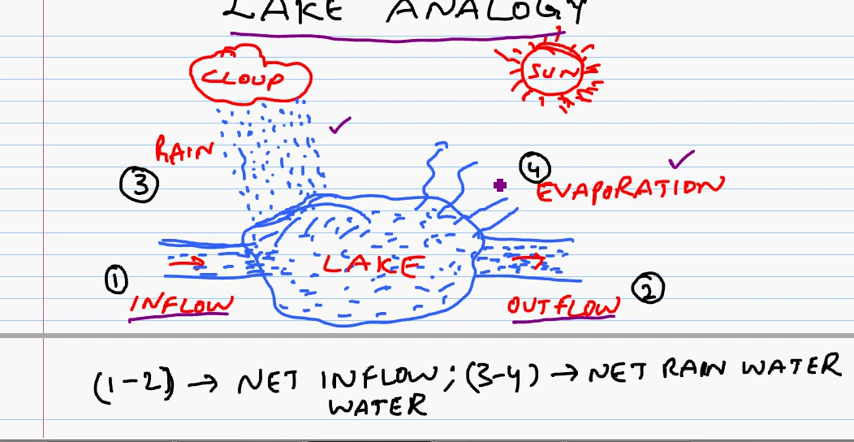 LAKE ANALOGY
CLOUD
SUN
RAIN
3
4
EVAPORATION
LAKE
1
INFLOW
OUTFLOW
2
(1-2) → NET INFLOW ; (3-4) → NET RAIN WATER
WATER